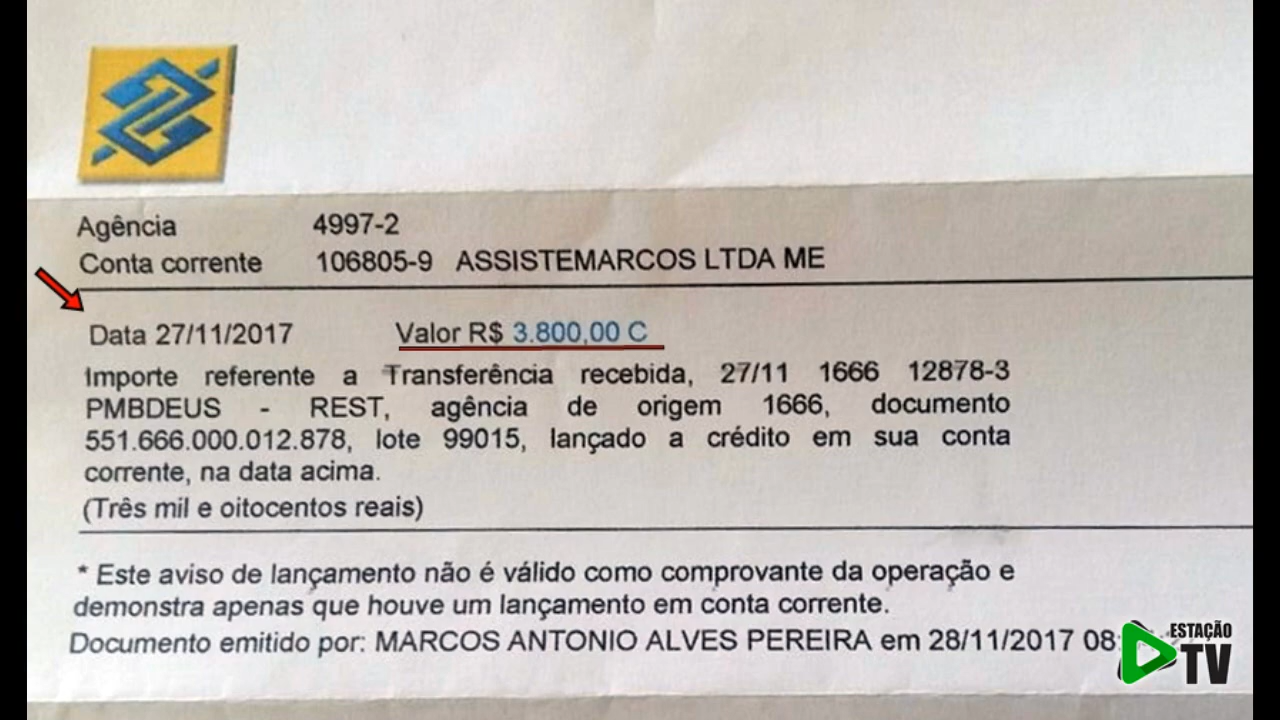 Agência 4997-2
Conta corrente 106805-9 ASSISTEMARCOS LTDA ME
Data 27/11/2017 Valor R$ 3.800,00 C
Importe referente a Transferência recebida, 27/11 1666 12878-3
PMBDEUS - REST, agência de origem 1666, documento
551.666.000.012.878, lote 99015, lançado a crédito em sua conta
corrente, na data acima.
(Três mil e oitocentos reais)
* Este aviso de lançamento não é válido como comprovante da operação e
demonstra apenas que houve um lançamento em conta corrente.
Documento emitido por: MARCOS ANTONIO ALVES PEREIRA em 28/11/2017 08:
ESTAÇÃO
TV